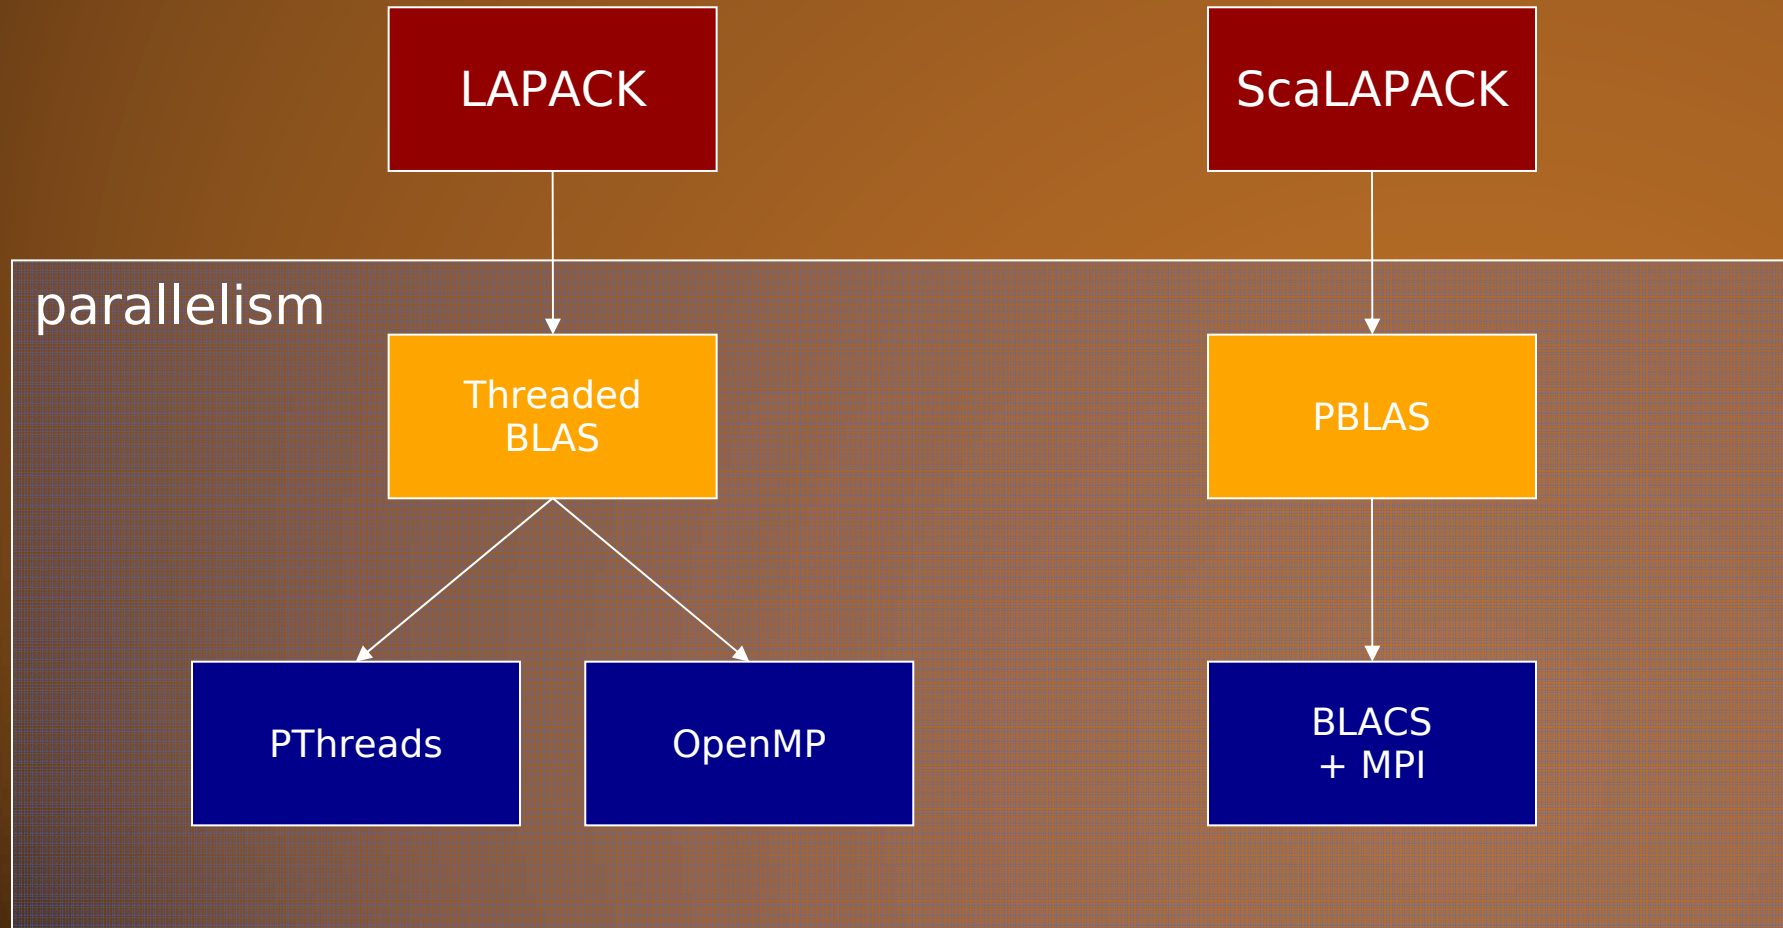 LAPACK
ScaLAPACK
parallelism
Threaded
BLAS
PBLAS
PThreads
OpenMP
BLACS
+ MPI